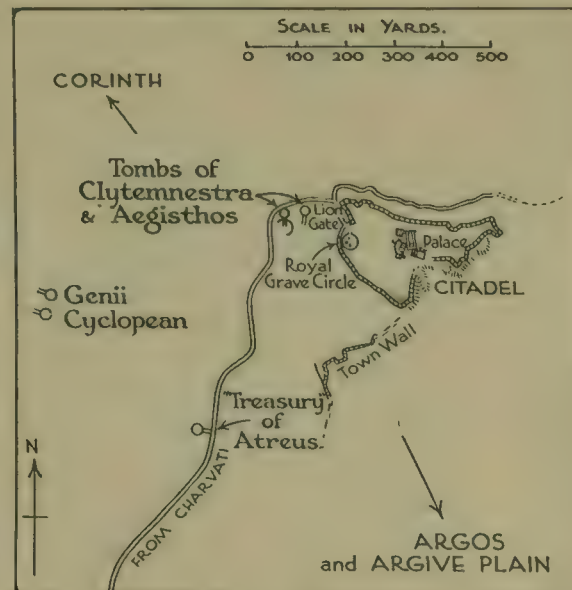 SCALE IN YARDS.
0 100 200 300 400 500
CORINTH
Tombs of
Clytemnestra
& Aegisthos
Lion
Gate
Palace
Royal
Grave Circle
CITADEL
Genii
Cyclopean
Town Wall
"Treasury"
of
Atreus.
N
FROM CHARVATI
ARGOS
and ARGIVE PLAIN